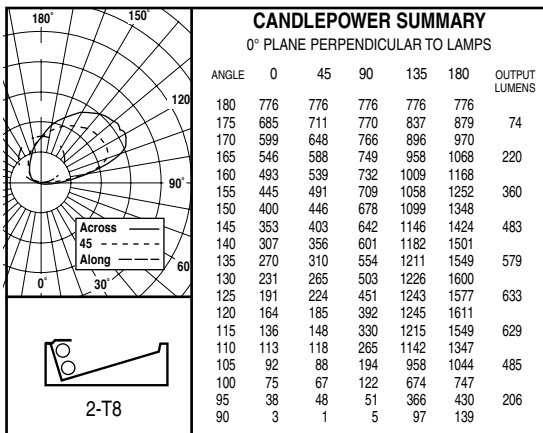 180°
150°
120
90°
60
30°
0°
Across
45
Along
2-T8
CANDLEPOWER SUMMARY
0° PLANE PERPENDICULAR TO LAMPS
ANGLE 0 45 90 135 180 OUTPUT LUMENS
180 776 776 776 776 776
175 685 711 770 837 879 74
170 599 648 766 896 970
165 546 588 749 958 1068 220
160 493 539 732 1009 1168
155 445 491 709 1058 1252 360
150 400 446 678 1099 1348
145 353 403 642 1146 1424 483
140 307 356 601 1182 1501
135 270 310 554 1211 1549 579
130 231 265 503 1226 1600
125 191 224 451 1243 1577 633
120 164 185 392 1245 1611
115 136 148 330 1215 1549 629
110 113 118 265 1142 1347
105 92 88 194 958 1044 485
100 75 67 122 674 747
95 38 48 51 366 430 206
90 3 1 5 97 139